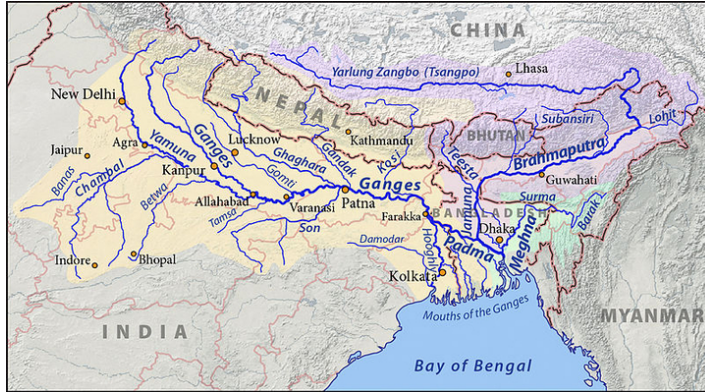 CHINA
Yarlung Zangbo (Tsangpo)
Lhasa
New Delhi
NEPAL
Subansiri
Lohit
Ganges
Lucknow
Kathmandu
BHUTAN
Agra
Yamuna
Jaipur
Ghaghara
Gandak
Kosi
Teesta
Brahmaputra
Banas
Chambal
Kanpur
Gomti
Ganges
Guwahati
Betwa
Allahabad
Varanasi
Patna
Surma
Tamsa
Son
Farakka
BANGLADESH
Jamuna
Barak
Dhaka
Damodar
Hooghly
Padma
(Meghna)
Indore
Bhopal
Kolkata
Mouths of the Ganges
INDIA
MYANMAR
Bay of Bengal